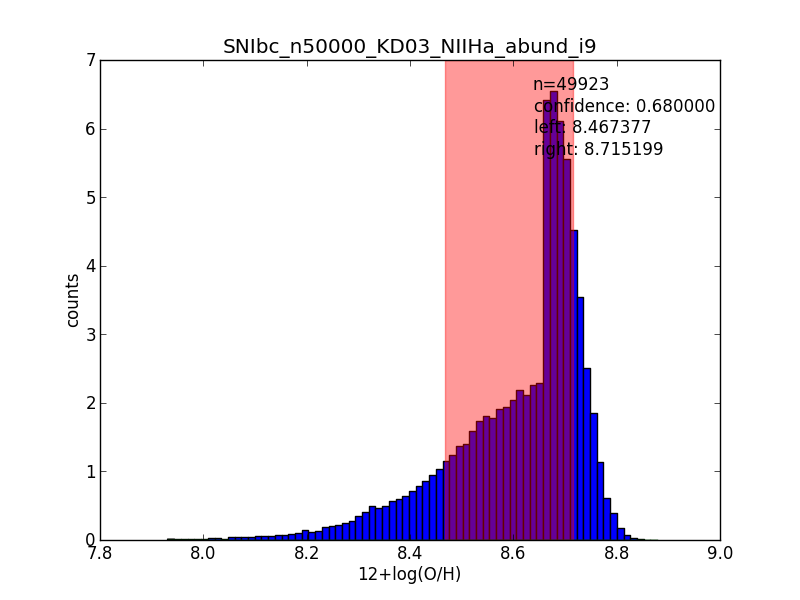 SNIbc_n50000_KD03_NIIHa_abund_i9
n=49923
confidence: 0.680000
left: 8.467377
right: 8.715199
7
6
5
4
3
2
1
0
counts
7.8 8.0 8.2 8.4 8.6 8.8 9.0
12+log(O/H)